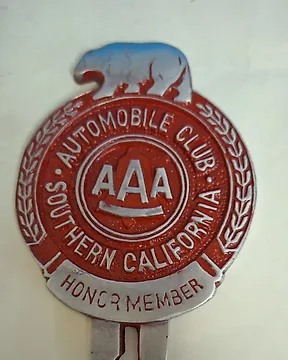 · AUTOMOBILE CLUB ·
SOUTHERN CALIFORNIA
AAA
HONOR MEMBER